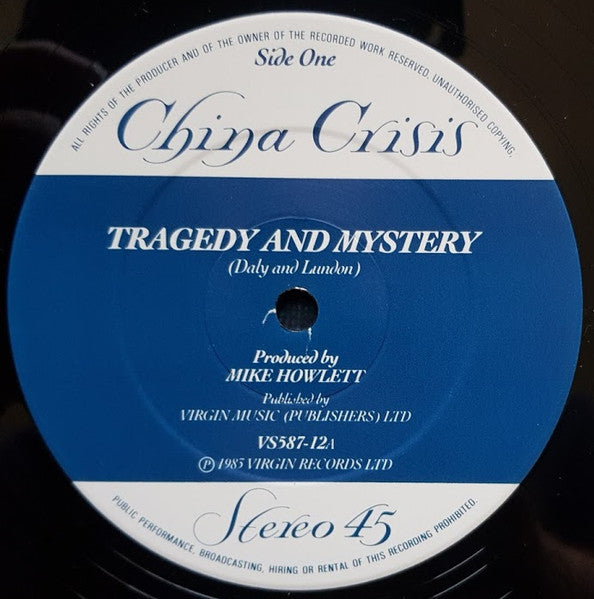 ALL RIGHTS OF THE PRODUCER AND OF THE OWNER OF THE RECORDED WORK RESERVED. UNAUTHORISED COPYING,
Side One
China Crisis
TRAGEDY AND MYSTERY
(Daly and Lundon)
Produced by
MIKE HOWLETT
Published by
VIRGIN MUSIC (PUBLISHERS) LTD
VS587-12A
Ⓟ 1983 VIRGIN RECORDS LTD
Stereo 45
PUBLIC PERFORMANCE, BROADCASTING, HIRING OR RENTAL OF THIS RECORDING PROHIBITED.